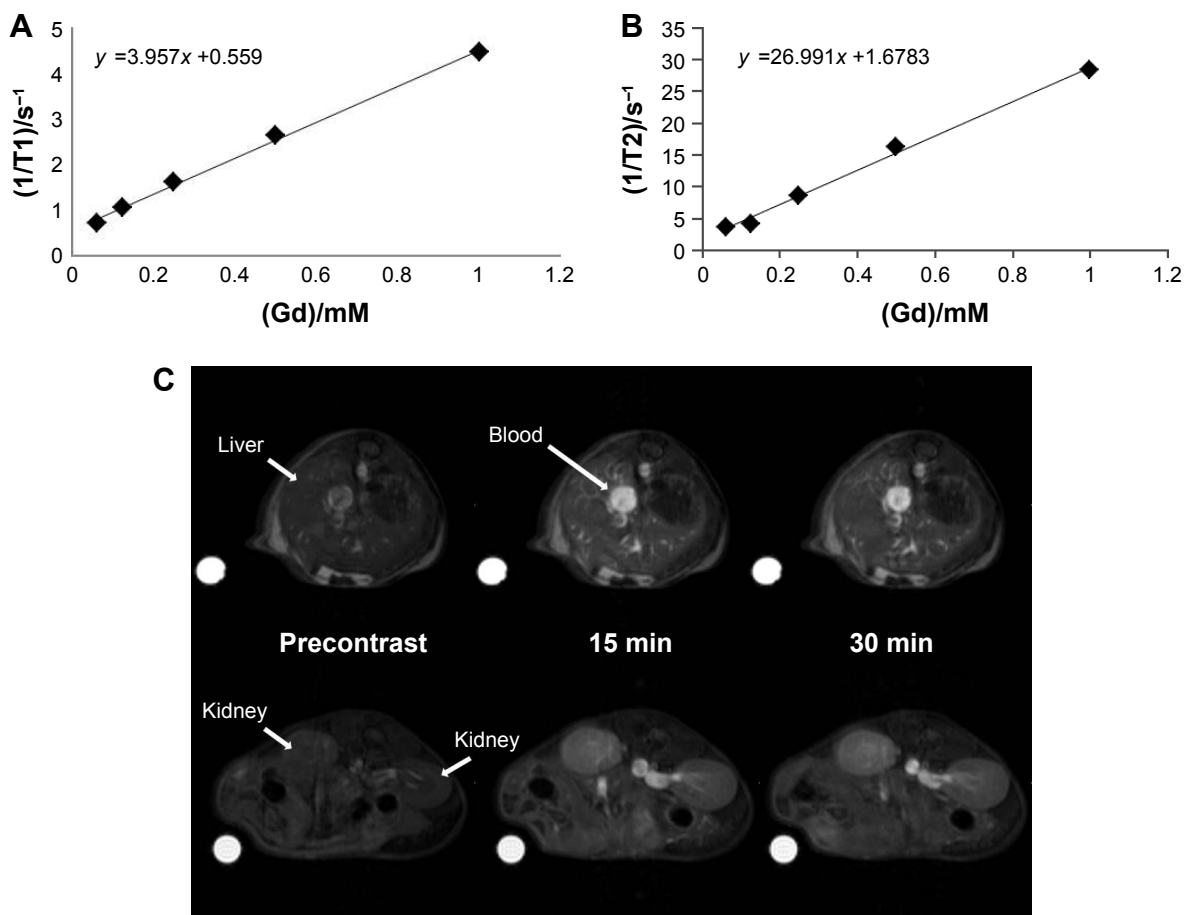 A
y =3.957x +0.559
(1/T1)/s⁻¹
5
4
3
2
1
0
0 0.2 0.4 0.6 0.8 1 1.2
(Gd)/mM
B
y =26.991x +1.6783
(1/T2)/s⁻¹
35
30
25
20
15
10
5
0
0 0.2 0.4 0.6 0.8 1 1.2
(Gd)/mM
C
Liver
Blood
Precontrast 15 min 30 min
Kidney
Kidney